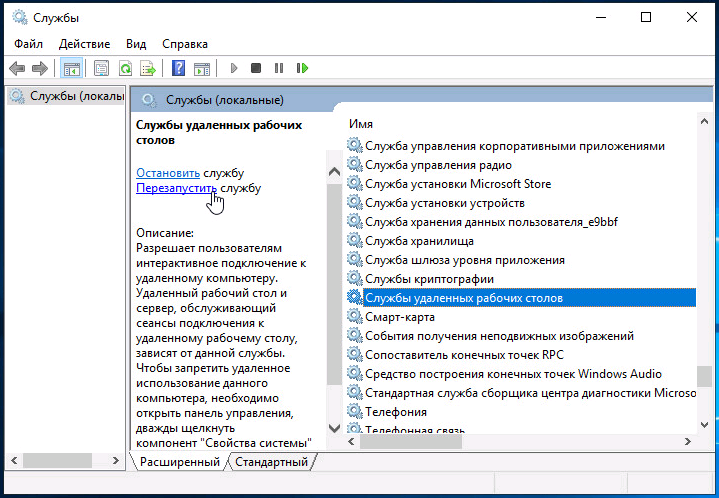 Службы
Файл Действие Вид Справка
Службы (локалы
Службы (локальные)
Службы удаленных рабочих
столов
Остановить службу
Перезапустить службу
Описание:
Разрешает пользователям
интерактивное подключение к
удаленному компьютеру.
Удаленный рабочий стол и
сервер, обслуживающий
сеансы подключения к
удаленному рабочему столу,
зависят от данной службы.
Чтобы запретить удаленное
использование данного
компьютера, необходимо
открыть панель управления,
дважды щелкнуть
компонент "Свойства системы"
Имя
Служба управления корпоративными приложениями
Служба управления радио
Служба установки Microsoft Store
Служба установки устройств
Служба хранения данных пользователя_e9bbf
Служба хранилища
Служба шлюза уровня приложения
Службы криптографии
Службы удаленных рабочих столов
Смарт-карта
События получения неподвижных изображений
Сопоставитель конечных точек RPC
Средство построения конечных точек Windows Audio
Стандартная служба сборщика центра диагностики Microso
Телефония
Телефонная связь
Расширенный Стандартный